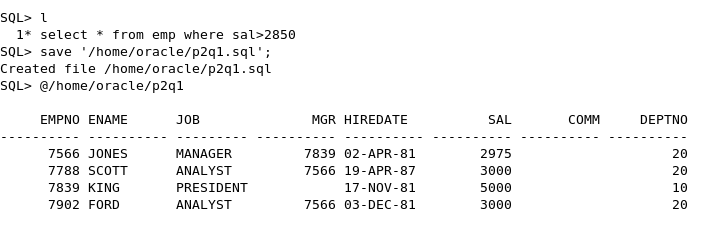 SQL> l
  1* select * from emp where sal>2850
SQL> save '/home/oracle/p2q1.sql';
Created file /home/oracle/p2q1.sql
SQL> @/home/oracle/p2q1

     EMPNO ENAME      JOB              MGR HIREDATE          SAL       COMM     DEPTNO
---------- ---------- --------- ---------- --------- ---------- ---------- ----------
      7566 JONES      MANAGER         7839 02-APR-81       2975                    20
      7788 SCOTT      ANALYST         7566 19-APR-87       3000                    20
      7839 KING       PRESIDENT            17-NOV-81       5000                    10
      7902 FORD       ANALYST         7566 03-DEC-81       3000                    20